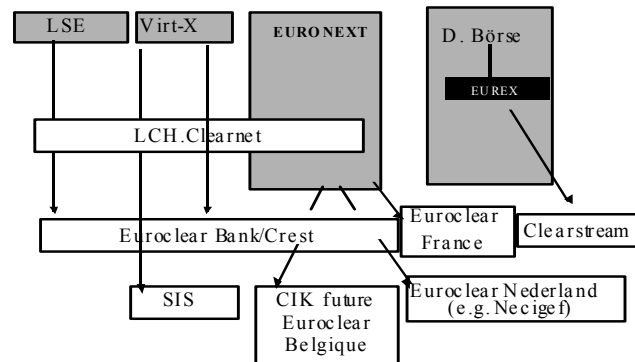 LSE
Virt-X
EURONEXT
D. Börse
EUREX
LCH.Clearnet
Euroclear Bank/Crest
Euroclear
France
Clearstream
SIS
CIK future
Euroclear
Belgique
Euroclear Nederland
(e.g. Necigef)